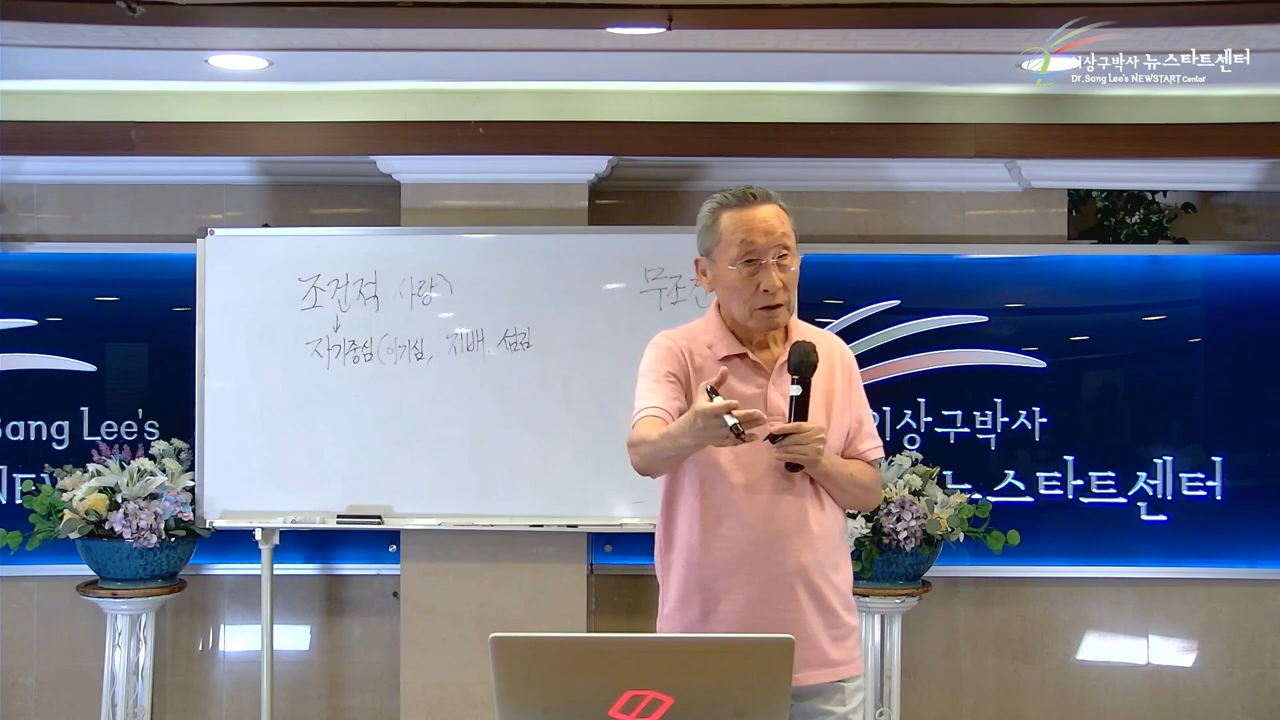 이상구박사 뉴스타트센터
Dr.Sang Lee's NEWSTART Center
조건적 사랑
무조건
↓
자기중심(이기심, 지배 섬김
Sang Lee's
NEW
이상구박사
뉴스타트센터